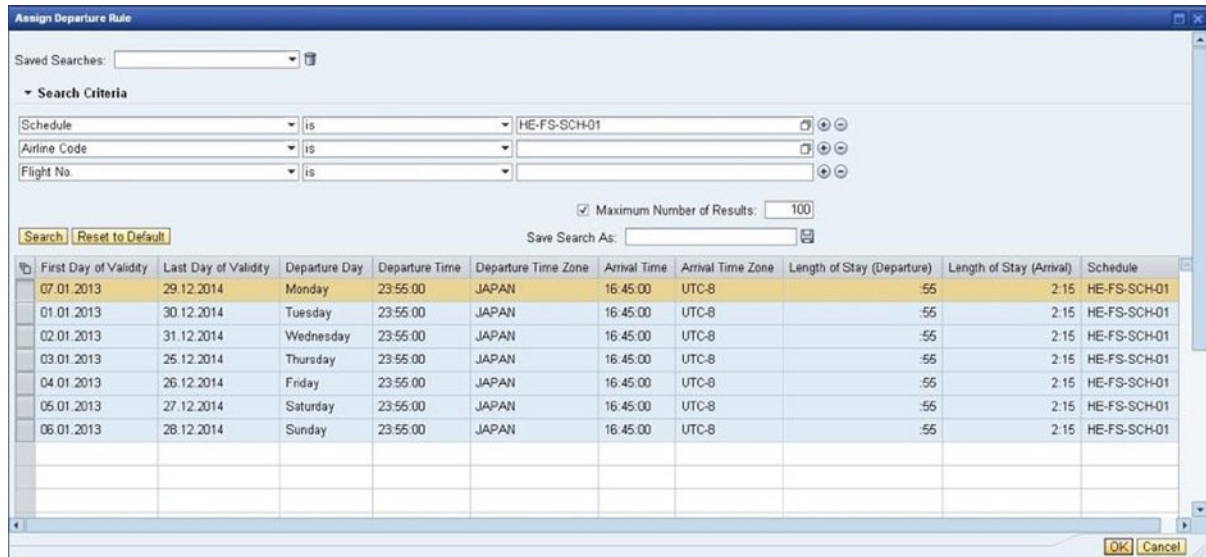 Assign Departure Rule
Saved Searches:
Search Criteria
Schedule is HE-FS-SCH-01
Airline Code is
Flight No. is
Maximum Number of Results: 100
Search Reset to Default Save Search As:
First Day of Validity Last Day of Validity Departure Day Departure Time Departure Time Zone Arrival Time Arrival Time Zone Length of Stay (Departure) Length of Stay (Arrival) Schedule
07.01.2013 29.12.2014 Monday 23:55:00 JAPAN 16:45:00 UTC-8 :55 2:15 HE-FS-SCH-01
01.01.2013 30.12.2014 Tuesday 23:55:00 JAPAN 16:45:00 UTC-8 :55 2:15 HE-FS-SCH-01
02.01.2013 31.12.2014 Wednesday 23:55:00 JAPAN 16:45:00 UTC-8 :55 2:15 HE-FS-SCH-01
03.01.2013 25.12.2014 Thursday 23:55:00 JAPAN 16:45:00 UTC-8 :55 2:15 HE-FS-SCH-01
04.01.2013 26.12.2014 Friday 23:55:00 JAPAN 16:45:00 UTC-8 :55 2:15 HE-FS-SCH-01
05.01.2013 27.12.2014 Saturday 23:55:00 JAPAN 16:45:00 UTC-8 :55 2:15 HE-FS-SCH-01
06.01.2013 28.12.2014 Sunday 23:55:00 JAPAN 16:45:00 UTC-8 :55 2:15 HE-FS-SCH-01
OK Cancel